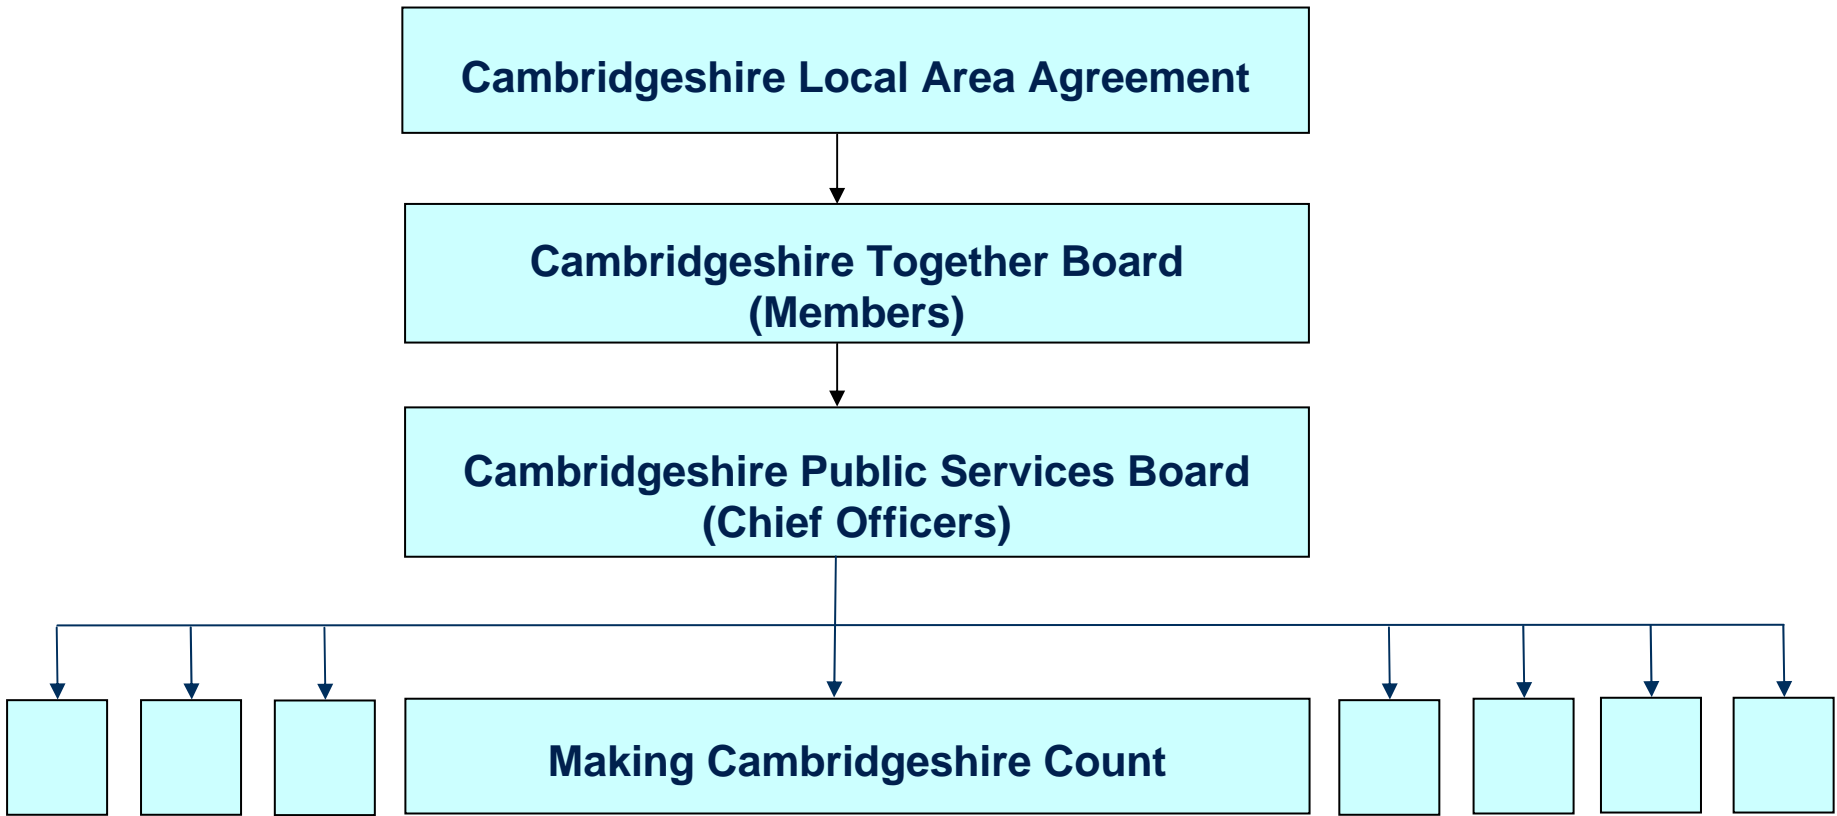 Cambridgeshire Local Area Agreement
Cambridgeshire Together Board
(Members)
Cambridgeshire Public Services Board
(Chief Officers)
Making Cambridgeshire Count